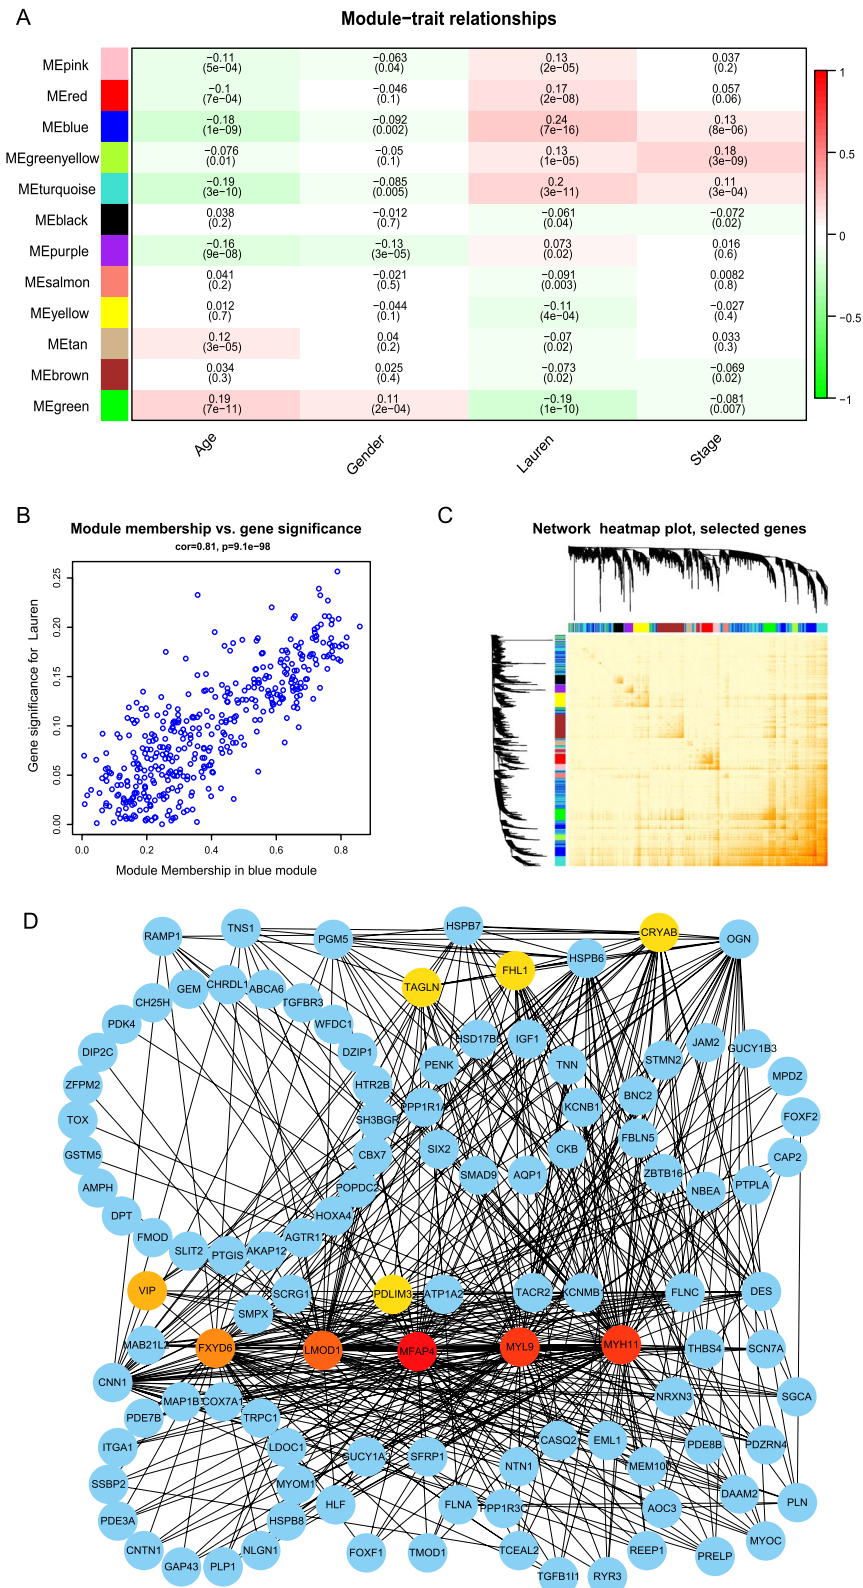 A
Module−trait relationships
MEpink
−0.11
(5e−04)
−0.063
(0.04)
0.13
(2e−05)
0.037
(0.2)
MEred
−0.1
(7e−04)
−0.046
(0.1)
0.17
(2e−08)
0.057
(0.06)
MEblue
−0.18
(1e−09)
−0.092
(0.002)
0.24
(7e−16)
0.13
(8e−06)
MEgreenyellow
−0.076
(0.01)
−0.05
(0.1)
0.13
(1e−05)
0.18
(3e−09)
MEturquoise
−0.19
(3e−10)
−0.085
(0.005)
0.2
(3e−11)
0.11
(3e−04)
MEblack
0.038
(0.2)
−0.012
(0.7)
−0.061
(0.04)
−0.072
(0.02)
MEpurple
−0.16
(9e−08)
−0.13
(3e−05)
0.073
(0.02)
0.016
(0.6)
MEsalmon
0.041
(0.2)
−0.021
(0.5)
−0.091
(0.003)
0.0082
(0.8)
MEyellow
0.012
(0.7)
−0.044
(0.1)
−0.11
(4e−04)
−0.027
(0.4)
MEtan
0.12
(3e−05)
0.04
(0.2)
−0.07
(0.02)
0.033
(0.3)
MEbrown
0.034
(0.3)
0.025
(0.4)
−0.073
(0.02)
−0.069
(0.02)
MEgreen
0.19
(7e−11)
0.11
(2e−04)
−0.19
(1e−10)
−0.081
(0.007)
1
0.5
0
−0.5
−1
Age
Gender
Lauren
Stage
B
Module membership vs. gene significance
cor=0.81, p=9.1e−98
Gene significance for Lauren
0.25
0.20
0.15
0.10
0.05
0.00
0.0 0.2 0.4 0.6 0.8
Module Membership in blue module
C
Network heatmap plot, selected genes
D
RAMP1
TNS1
PGM5
HSPB7
CRYAB
OGN
HSPB6
FHL1
TAGLN
GEM
CHRDL1
ABCA6
CH25H
TGFBR3
PDK4
WFDC1
DIP2C
DZIP1
ZFPM2
HTR2B
TOX
SH3BGR
GSTM5
CBX7
AMPH
POPDC2
DPT
HOXA4
FMOD
AGTR1
SLIT2
PTGIS
AKAP12
HSD17B6
IGF1
PENK
TNN
PPP1R1A
KCNB1
SIX2
CKB
SMAD9
AQP1
JAM2
GUCY1B3
STMN2
MPDZ
BNC2
FOXF2
FBLN5
CAP2
ZBTB16
NBEA
PTPLA
VIP
SCRG1
PDLIM3
ATP1A2
TACR2
KCNMB1
FLNC
DES
SMPX
MAB21L2
FXYD6
LMOD1
MFAP4
MYL9
MYH11
THBS4
SCN7A
CNN1
MAP1B
COX7A1
TRPC1
PDE7B
NRXN3
SGCA
ITGA1
LDOC1
GUCY1A3
SFRP1
CASQ2
EML1
PDE8B
PDZRN4
NTN1
SSBP2
MYOM1
HLF
FLNA
PPP1R3C
AOC3
DAAM2
PLN
PDE3A
HSPB8
CNTN1
NLGN1
GAP43
PLP1
FOXF1
TMOD1
TCEAL2
REEP1
PRELP
MYOC
TGFB1I1
RYR3